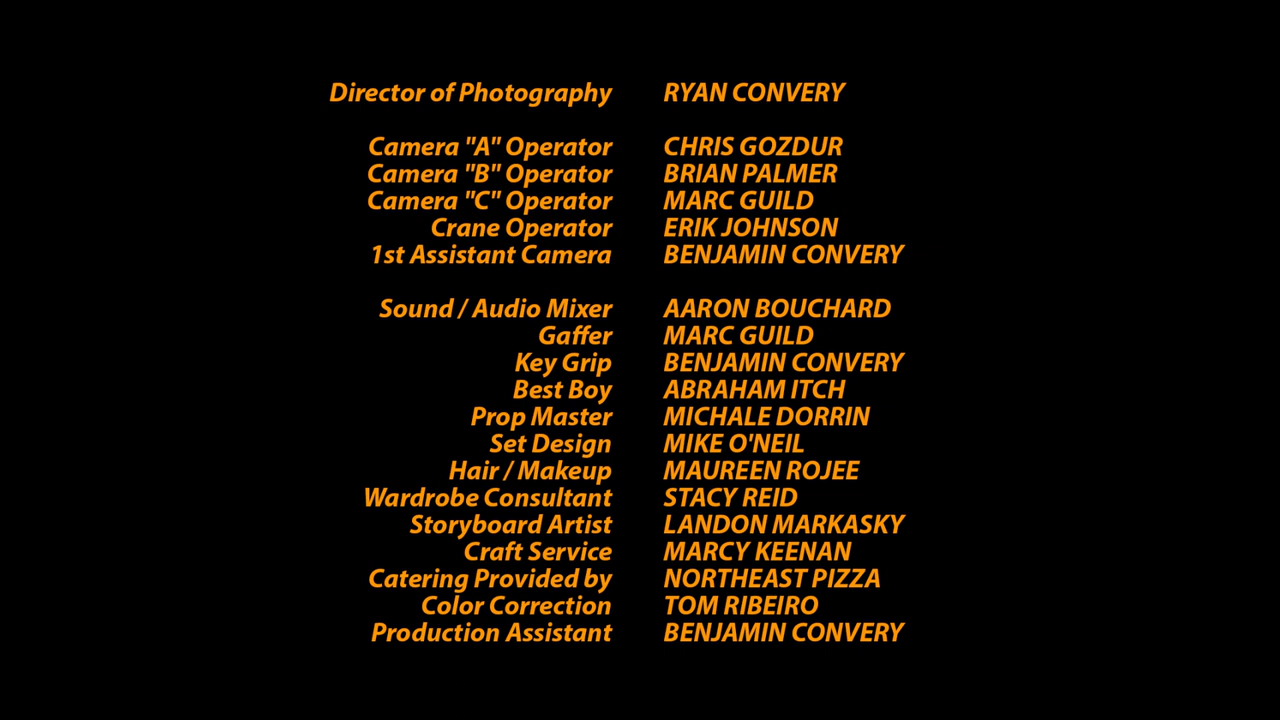 Director of Photography RYAN CONVERY
Camera "A" Operator CHRIS GOZDUR
Camera "B" Operator BRIAN PALMER
Camera "C" Operator MARC GUILD
Crane Operator ERIK JOHNSON
1st Assistant Camera BENJAMIN CONVERY
Sound / Audio Mixer AARON BOUCHARD
Gaffer MARC GUILD
Key Grip BENJAMIN CONVERY
Best Boy ABRAHAM ITCH
Prop Master MICHALE DORRIN
Set Design MIKE O'NEIL
Hair / Makeup MAUREEN ROJEE
Wardrobe Consultant STACY REID
Storyboard Artist LANDON MARKASKY
Craft Service MARCY KEENAN
Catering Provided by NORTHEAST PIZZA
Color Correction TOM RIBEIRO
Production Assistant BENJAMIN CONVERY